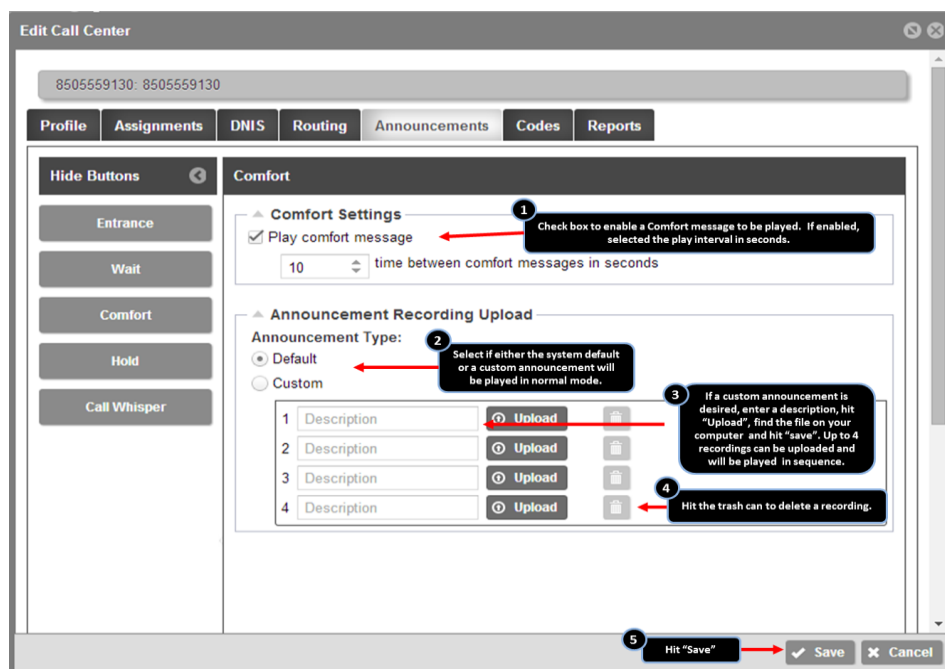 Edit Call Center
8505559130: 8505559130
Profile Assignments DNIS Routing Announcements Codes Reports
Hide Buttons
Entrance
Wait
Comfort
Hold
Call Whisper
Comfort
Comfort Settings
Play comfort message
10 time between comfort messages in seconds
1
Check box to enable a Comfort message to be played. If enabled,
selected the play interval in seconds.
Announcement Recording Upload
Announcement Type:
Default
Custom
2
Select if either the system default
or a custom announcement will
be played in normal mode.
1 Description Upload
2 Description Upload
3 Description Upload
4 Description Upload
3
If a custom announcement is
desired, enter a description, hit
"Upload", find the file on your
computer and hit "save". Up to 4
recordings can be uploaded and
will be played in sequence.
4
Hit the trash can to delete a recording.
5
Hit "Save"
Save Cancel